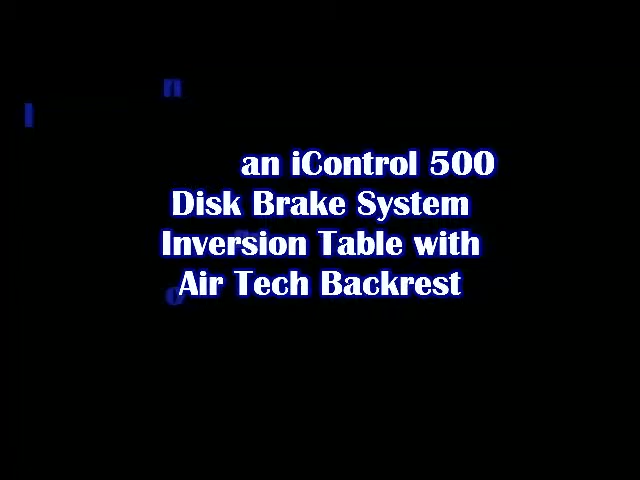 an iControl 500
Disk Brake System
Inversion Table with
Air Tech Backrest